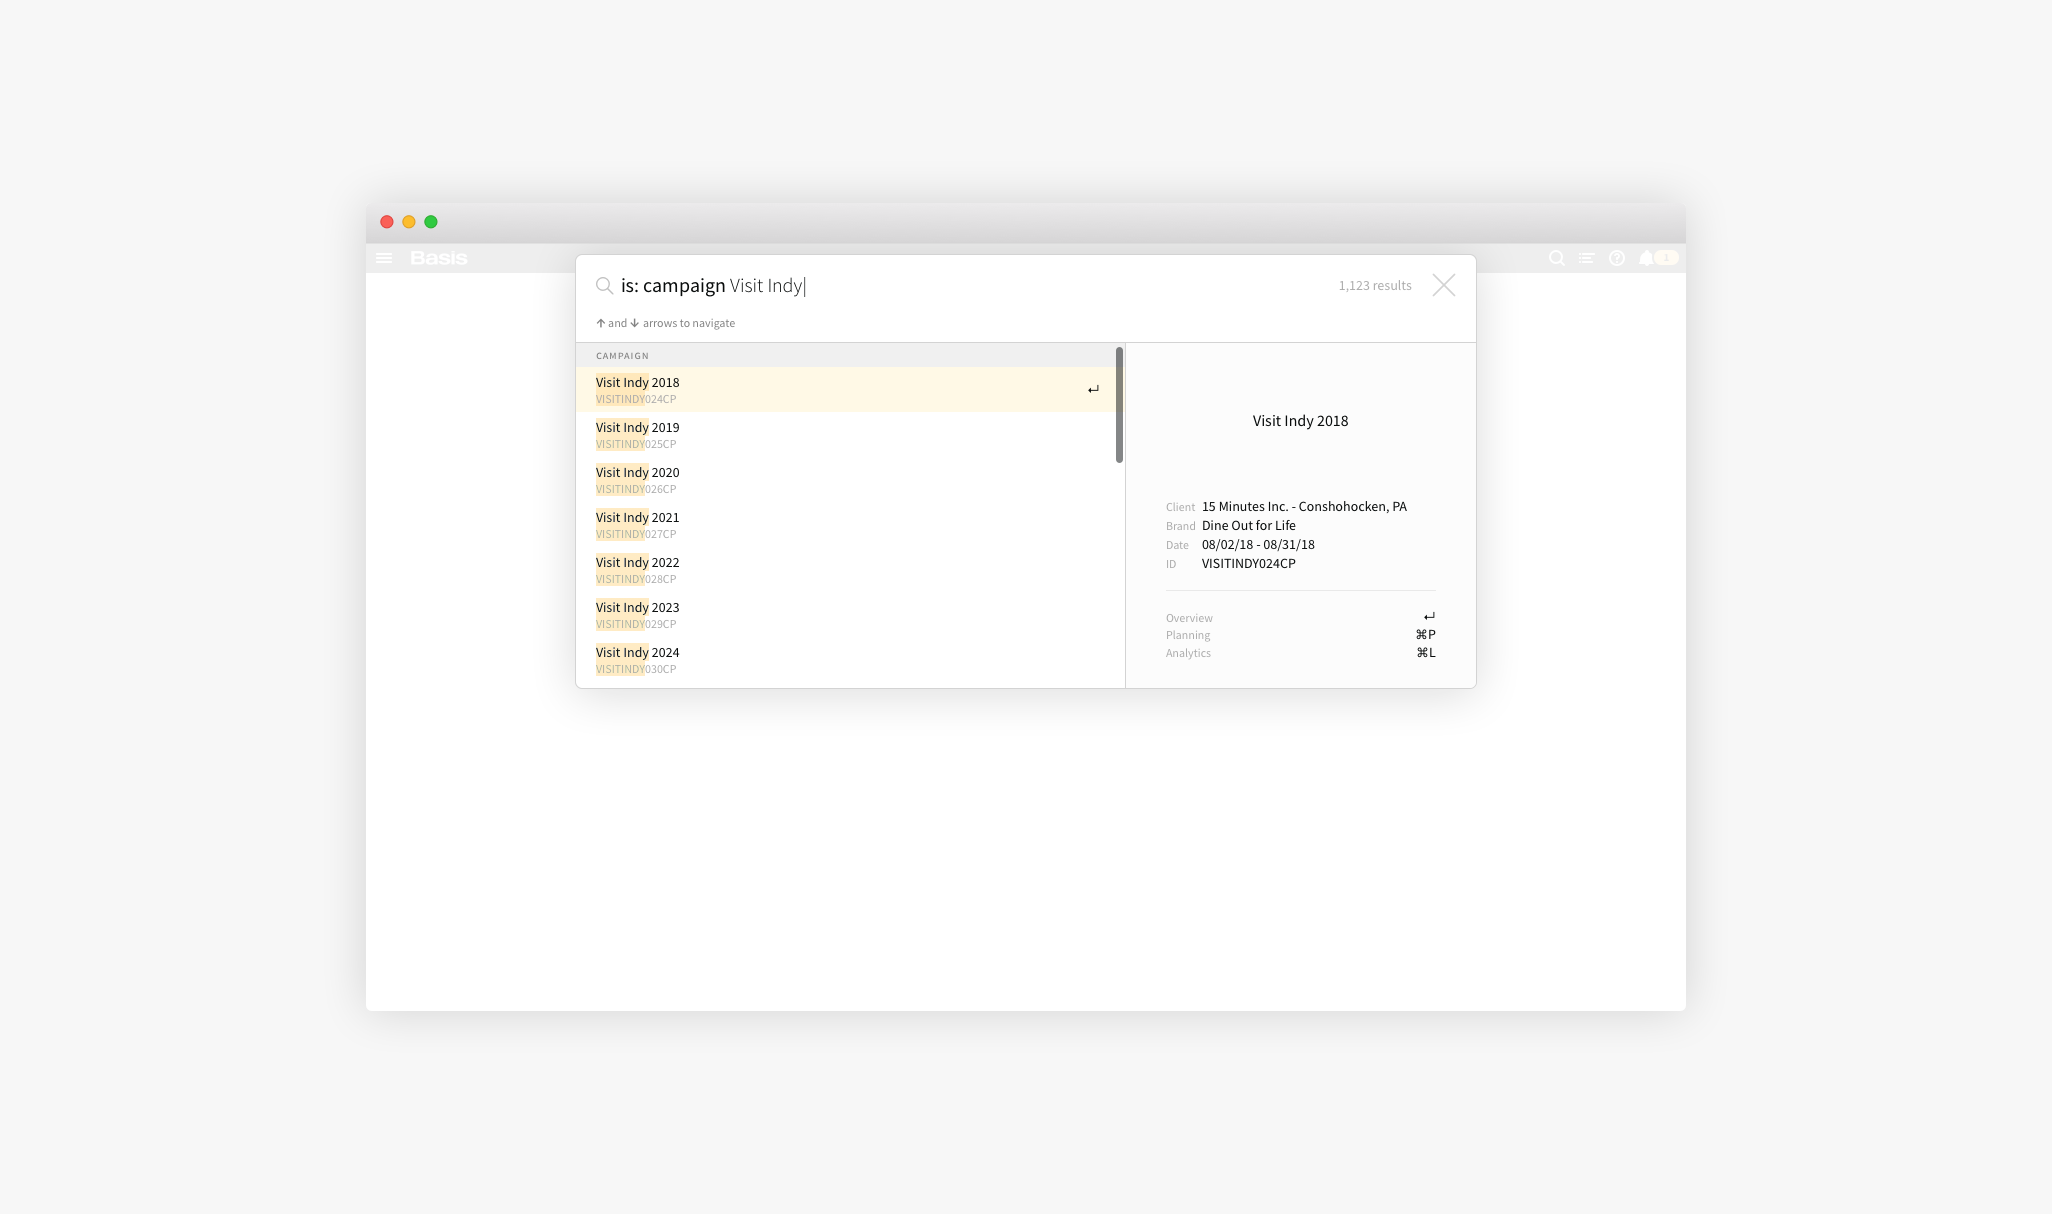 Basis
is: campaign Visit Indy
1,123 results
↑ and ↓ arrows to navigate
CAMPAIGN
Visit Indy 2018
VISITINDY024CP
Visit Indy 2019
VISITINDY025CP
Visit Indy 2020
VISITINDY026CP
Visit Indy 2021
VISITINDY027CP
Visit Indy 2022
VISITINDY028CP
Visit Indy 2023
VISITINDY029CP
Visit Indy 2024
VISITINDY030CP
Visit Indy 2018
Client 15 Minutes Inc. - Conshohocken, PA
Brand Dine Out for Life
Date 08/02/18 - 08/31/18
ID VISITINDY024CP
Overview ↵
Planning ⌘P
Analytics ⌘L